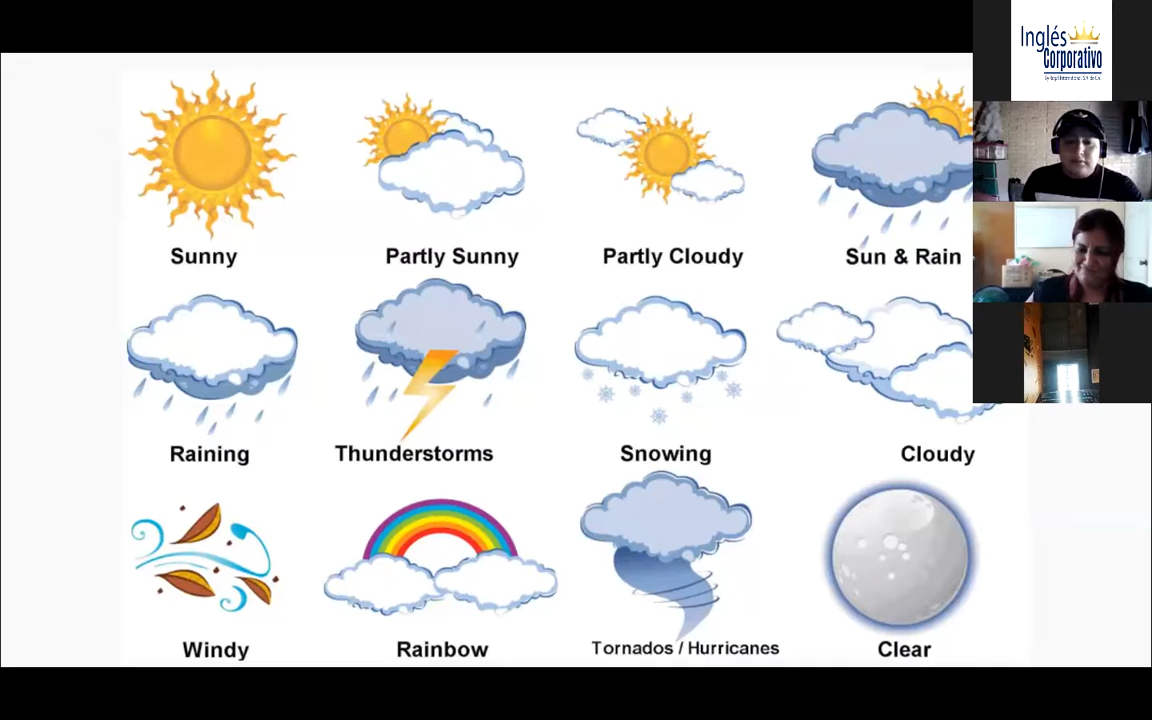 Inglés
Corporativo
Sunny
Partly Sunny
Partly Cloudy
Sun & Rain
Raining
Thunderstorms
Snowing
Cloudy
Windy
Rainbow
Tornados / Hurricanes
Clear